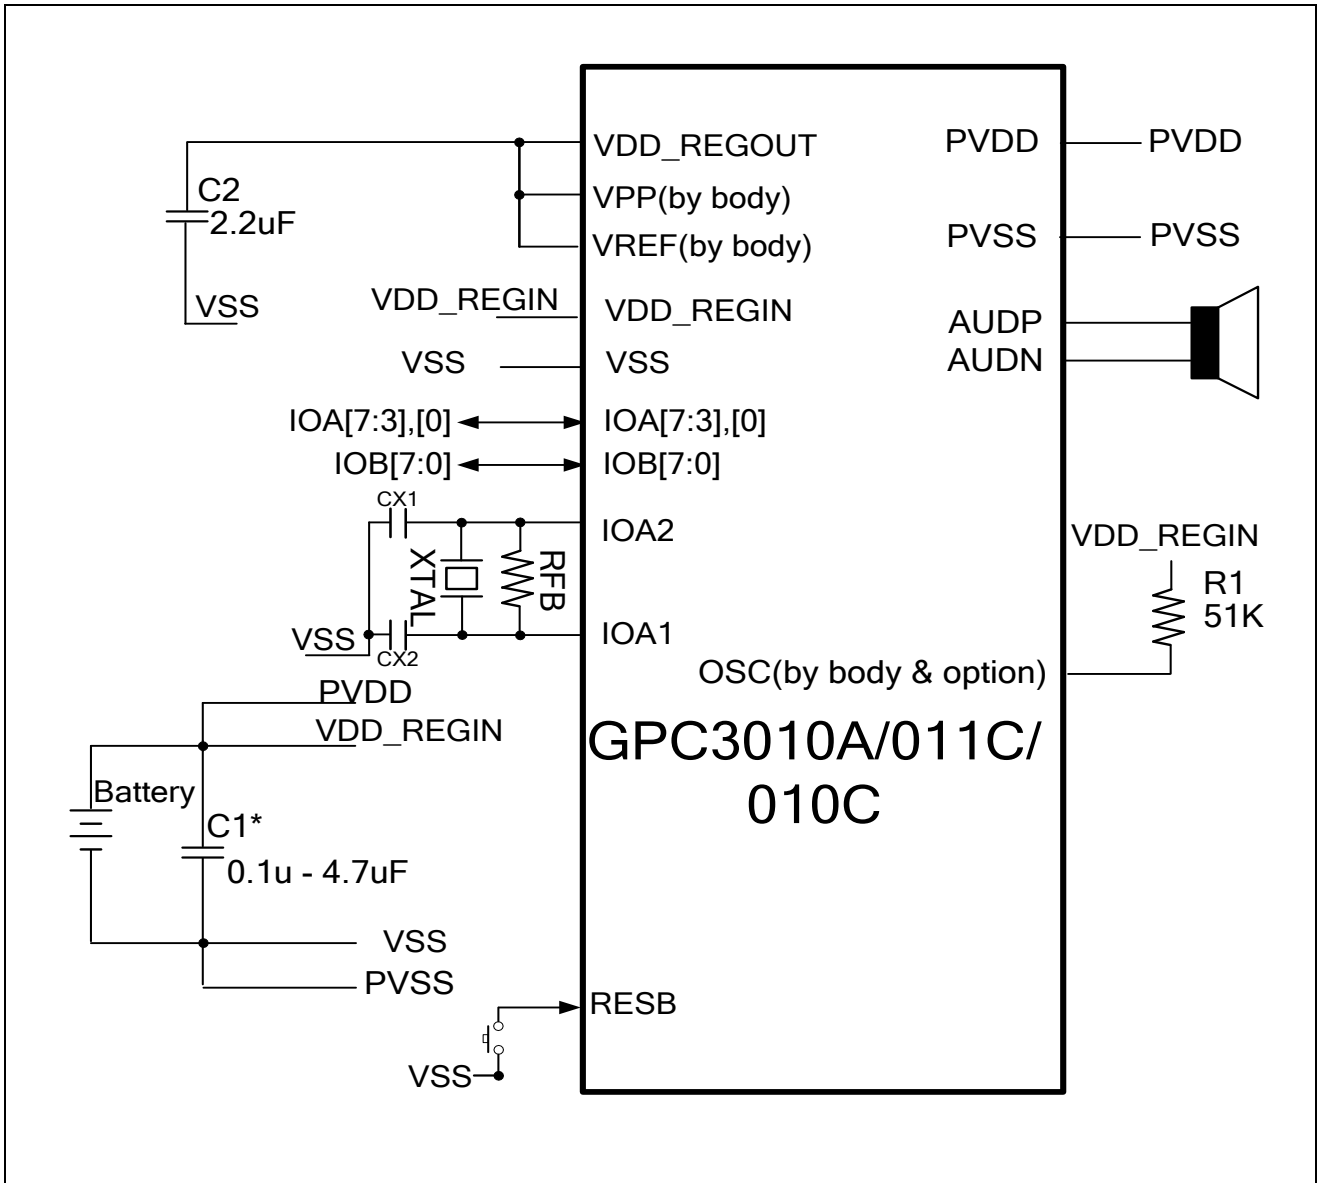 VDD_REGOUT
PVDD
PVDD
C2
2.2uF
VPP(by body)
VREF(by body)
PVSS
PVSS
VSS
VDD_REGIN
VDD_REGIN
AUDP
VSS
VSS
AUDN
IOA[7:3],[0]
IOA[7:3],[0]
IOB[7:0]
IOB[7:0]
CX1
IOA2
XTAL
RFB
VDD_REGIN
R1
51K
VSS
IOA1
CX2
OSC(by body & option)
PVDD
VDD_REGIN
GPC3010A/011C/
010C
Battery
C1*
0.1u - 4.7uF
VSS
PVSS
RESB
VSS